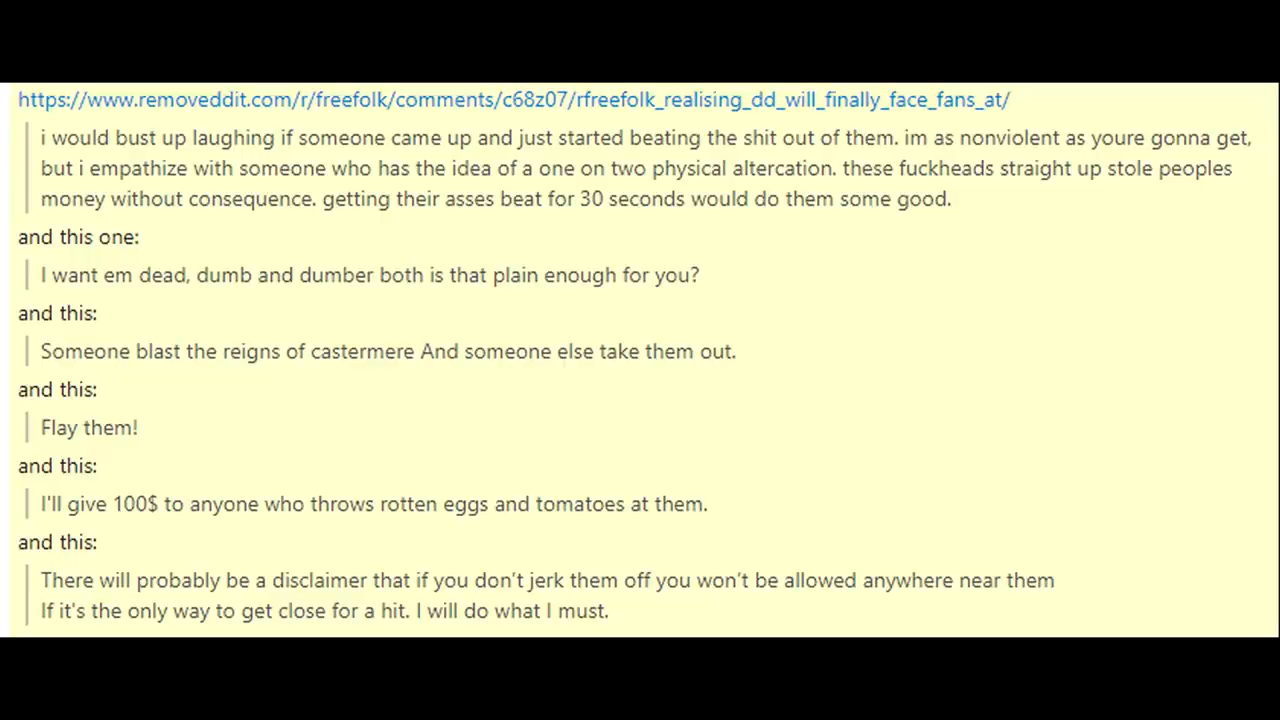 https://www.removeddit.com/r/freefolk/comments/c68z07/rfreefolk_realising_dd_will_finally_face_fans_at/
i would bust up laughing if someone came up and just started beating the shit out of them. im as nonviolent as youre gonna get,
but i empathize with someone who has the idea of a one on two physical altercation. these fuckheads straight up stole peoples
money without consequence. getting their asses beat for 30 seconds would do them some good.
and this one:
I want em dead, dumb and dumber both is that plain enough for you?
and this:
Someone blast the reigns of castermere And someone else take them out.
and this:
Flay them!
and this:
I'll give 100$ to anyone who throws rotten eggs and tomatoes at them.
and this:
There will probably be a disclaimer that if you don’t jerk them off you won’t be allowed anywhere near them
If it's the only way to get close for a hit. I will do what I must.